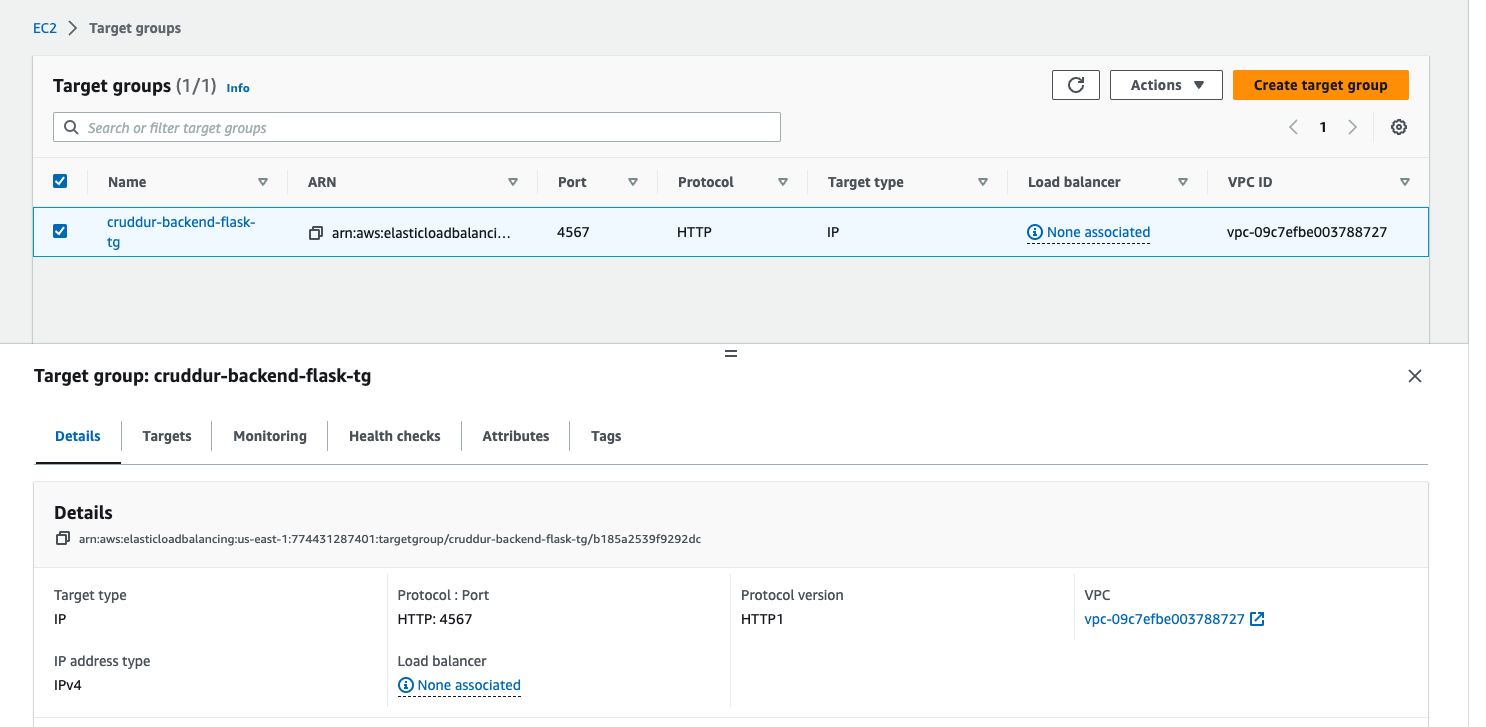 EC2 Target groups
Target groups (1/1) Info
Actions
Create target group
Search or filter target groups
1
Name ARN Port Protocol Target type Load balancer VPC ID
cruddur-backend-flask-
tg
arn:aws:elasticloadbalanci... 4567 HTTP IP None associated vpc-09c7efbe003788727
Target group: cruddur-backend-flask-tg
Details Targets Monitoring Health checks Attributes Tags
Details
arn:aws:elasticloadbalancing:us-east-1:774431287401:targetgroup/cruddur-backend-flask-tg/b185a2539f9292dc
Target type Protocol : Port Protocol version VPC
IP HTTP: 4567 HTTP1 vpc-09c7efbe003788727
IP address type Load balancer
IPv4 None associated